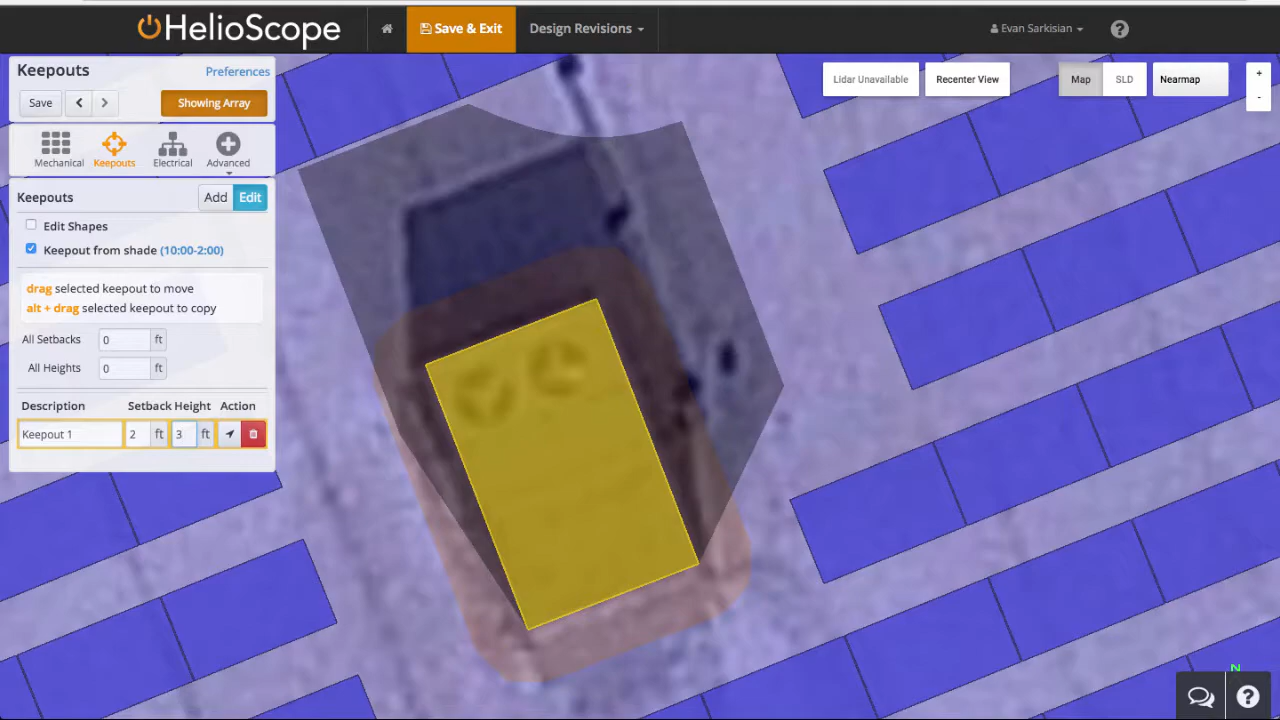 HelioScope
Save & Exit
Design Revisions
Evan Sarkisian
?
Keepouts
Preferences
Save
Showing Array
Mechanical
Keepouts
Electrical
Advanced
Keepouts
Add
Edit
Edit Shapes
Keepout from shade (10:00-2:00)
drag selected keepout to move
alt + drag selected keepout to copy
All Setbacks 0 ft
All Heights 0 ft
Description Setback Height Action
Keepout 1 2 ft 3 ft
Lidar Unavailable
Recenter View
Map
SLD
Nearmap
+
-
N
?